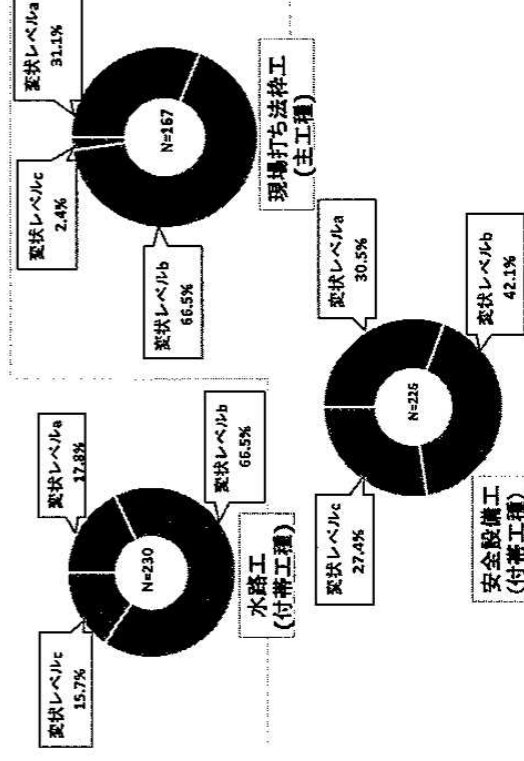 変状レベルc
15.7%
変状レベルa
17.8%
N=230
変状レベルb
66.5%
水路工
(付帯工種)
変状レベルc
2.4%
変状レベルa
31.1%
N=167
変状レベルb
66.5%
現場打ち法枠工
(主工種)
変状レベルc
27.4%
変状レベルa
30.5%
N=226
変状レベルb
42.1%
安全設備工
(付帯工種)